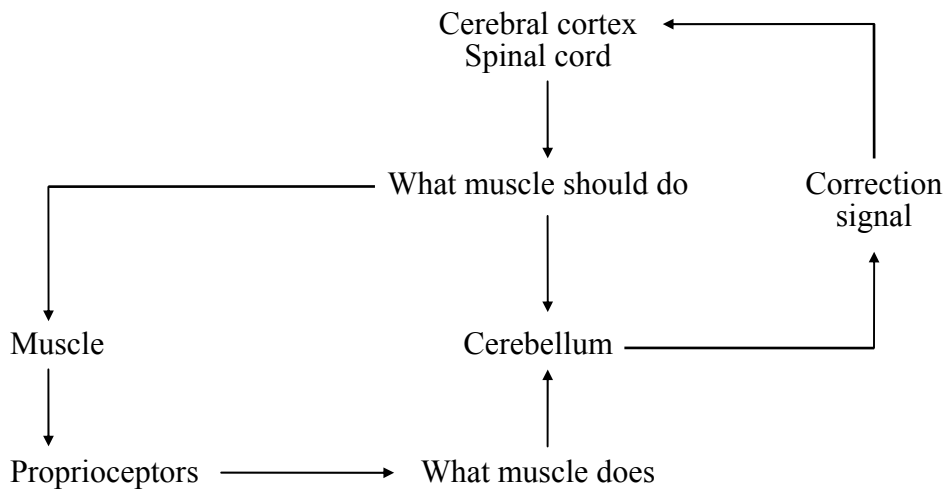 Cerebral cortex
Spinal cord
What muscle should do
Correction
signal
Muscle
Cerebellum
Proprioceptors
What muscle does